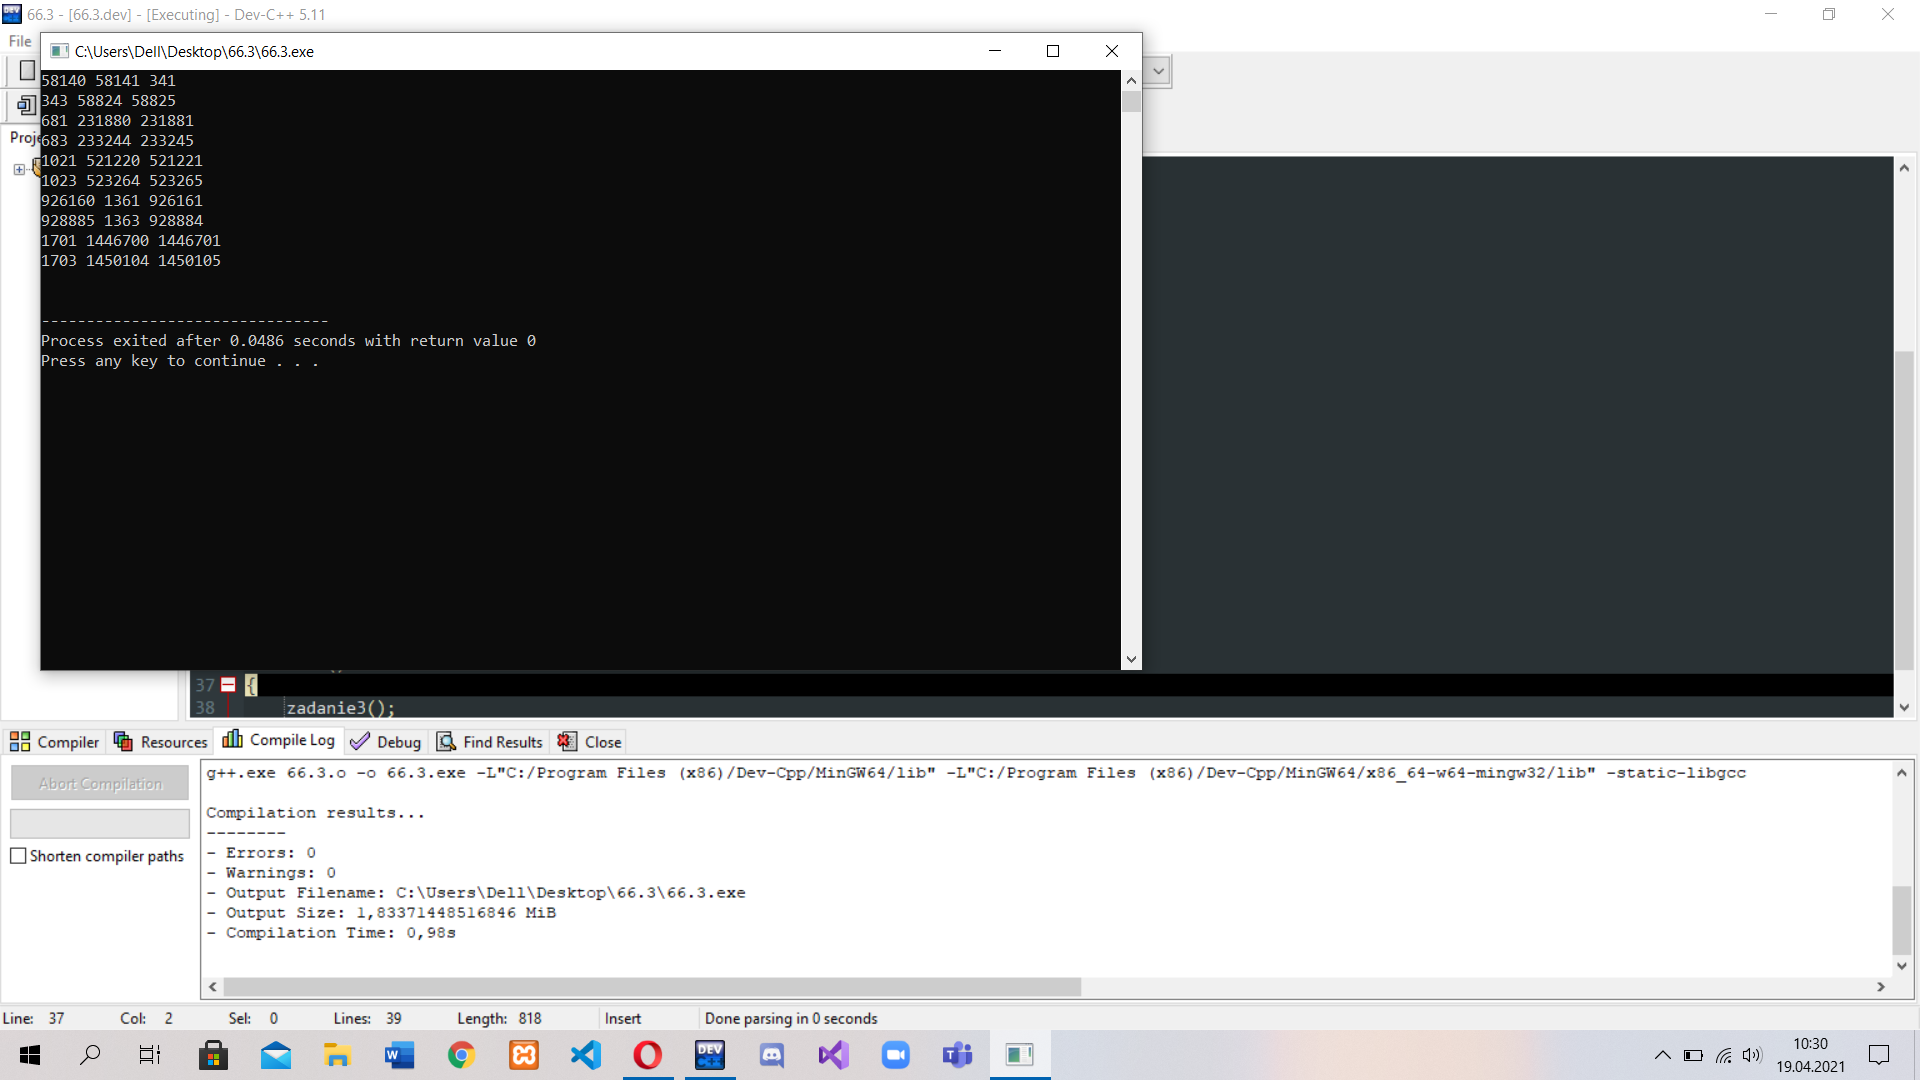 66.3 - [66.3.dev] - [Executing] - Dev-C++ 5.11
File
C:\Users\Dell\Desktop\66.3\66.3.exe
58140 58141 341
343 58824 58825
681 231880 231881
683 233244 233245
1021 521220 521221
1023 523264 523265
926160 1361 926161
928885 1363 928884
1701 1446700 1446701
1703 1450104 1450105
--------------------------------
Process exited after 0.0486 seconds with return value 0
Press any key to continue . . .
Proje
37 {
38 zadanie3();
Compiler Resources Compile Log Debug Find Results Close
Abort Compilation
Shorten compiler paths
g++.exe 66.3.o -o 66.3.exe -L"C:/Program Files (x86)/Dev-Cpp/MinGW64/lib" -L"C:/Program Files (x86)/Dev-Cpp/MinGW64/x86_64-w64-mingw32/lib" -static-libgcc
Compilation results...
--------
- Errors: 0
- Warnings: 0
- Output Filename: C:\Users\Dell\Desktop\66.3\66.3.exe
- Output Size: 1,83371448516846 MiB
- Compilation Time: 0,98s
Line: 37 Col: 2 Sel: 0 Lines: 39 Length: 818 Insert Done parsing in 0 seconds
DEV C++
10:30
19.04.2021